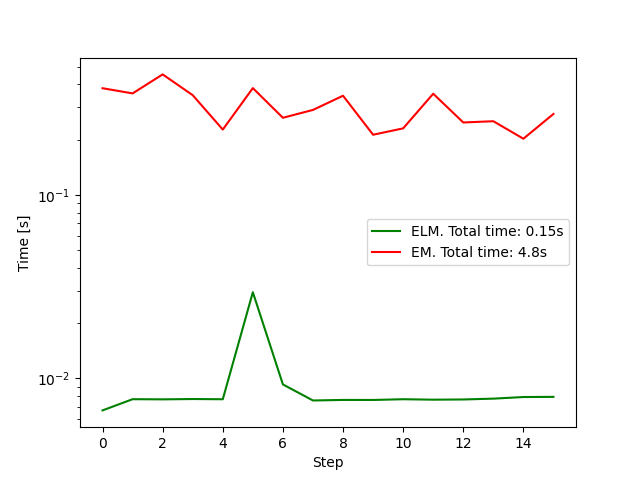 10⁻¹
10⁻²
Time [s]
ELM. Total time: 0.15s
EM. Total time: 4.8s
0 2 4 6 8 10 12 14
Step